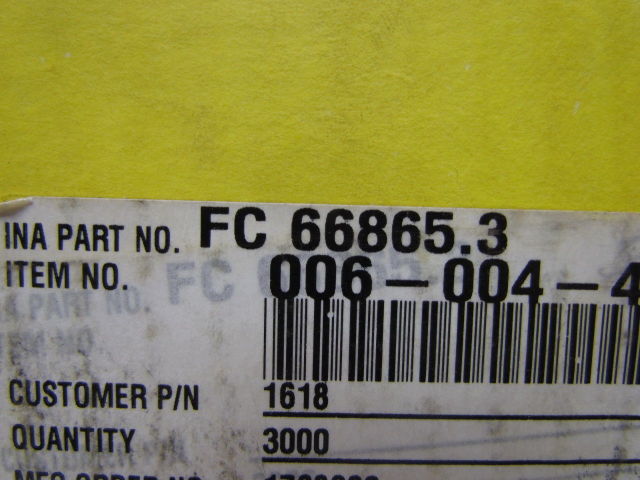 INA PART NO. FC 66865.3
ITEM NO. 006-004-4
CUSTOMER P/N 1618
QUANTITY 3000